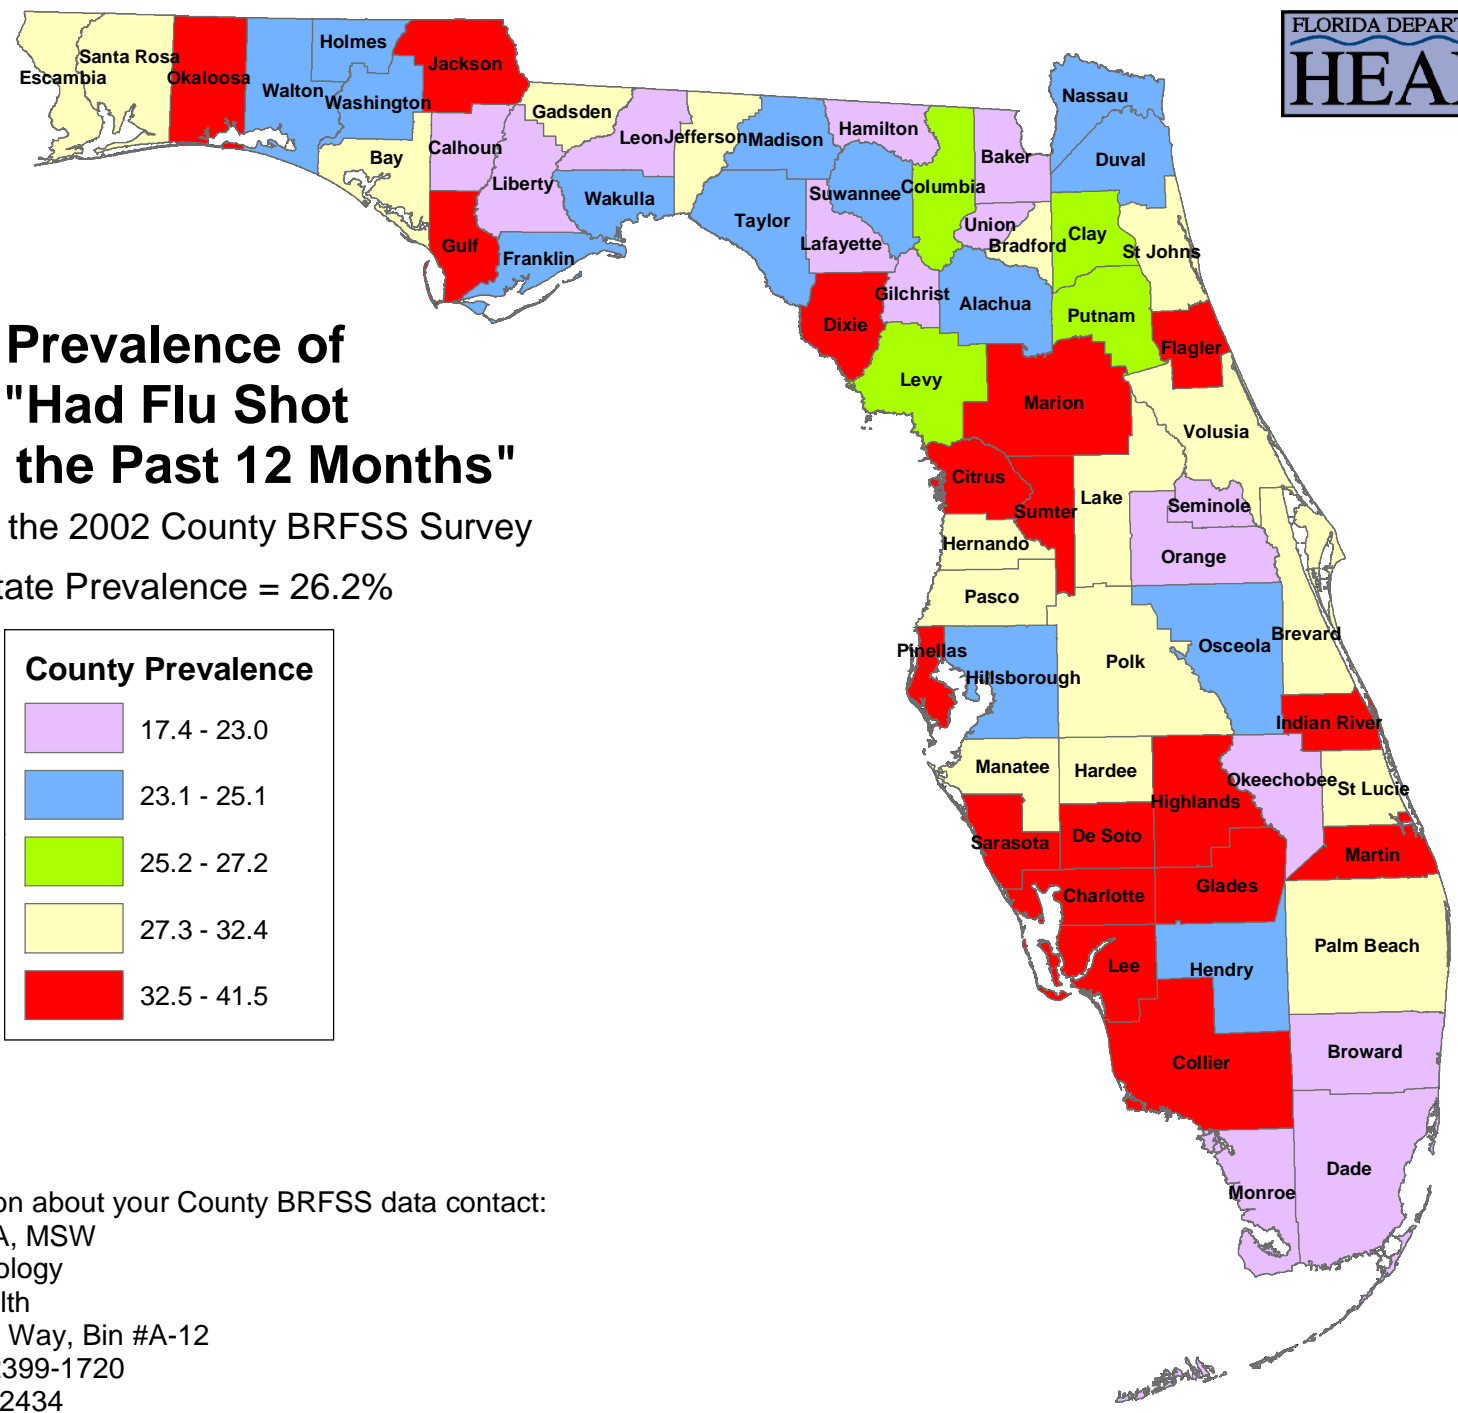 FLORIDA DEPART
HEA
Prevalence of
"Had Flu Shot
the Past 12 Months"
the 2002 County BRFSS Survey
tate Prevalence = 26.2%
County Prevalence
17.4 - 23.0
23.1 - 25.1
25.2 - 27.2
27.3 - 32.4
32.5 - 41.5
Escambia
Santa Rosa
Okaloosa
Walton
Holmes
Washington
Jackson
Bay
Calhoun
Gulf
Liberty
Gadsden
Franklin
Leon
Wakulla
Jefferson
Madison
Taylor
Hamilton
Suwannee
Lafayette
Dixie
Columbia
Gilchrist
Levy
Baker
Union
Bradford
Alachua
Nassau
Duval
Clay
St Johns
Putnam
Flagler
Marion
Volusia
Citrus
Sumter
Lake
Seminole
Orange
Hernando
Pasco
Pinellas
Hillsborough
Polk
Osceola
Brevard
Indian River
Manatee
Hardee
Highlands
Okeechobee
St Lucie
Sarasota
De Soto
Martin
Charlotte
Glades
Lee
Hendry
Palm Beach
Collier
Broward
Monroe
Dade
on about your County BRFSS data contact:
A, MSW
ology
lth
Way, Bin #A-12
399-1720
2434